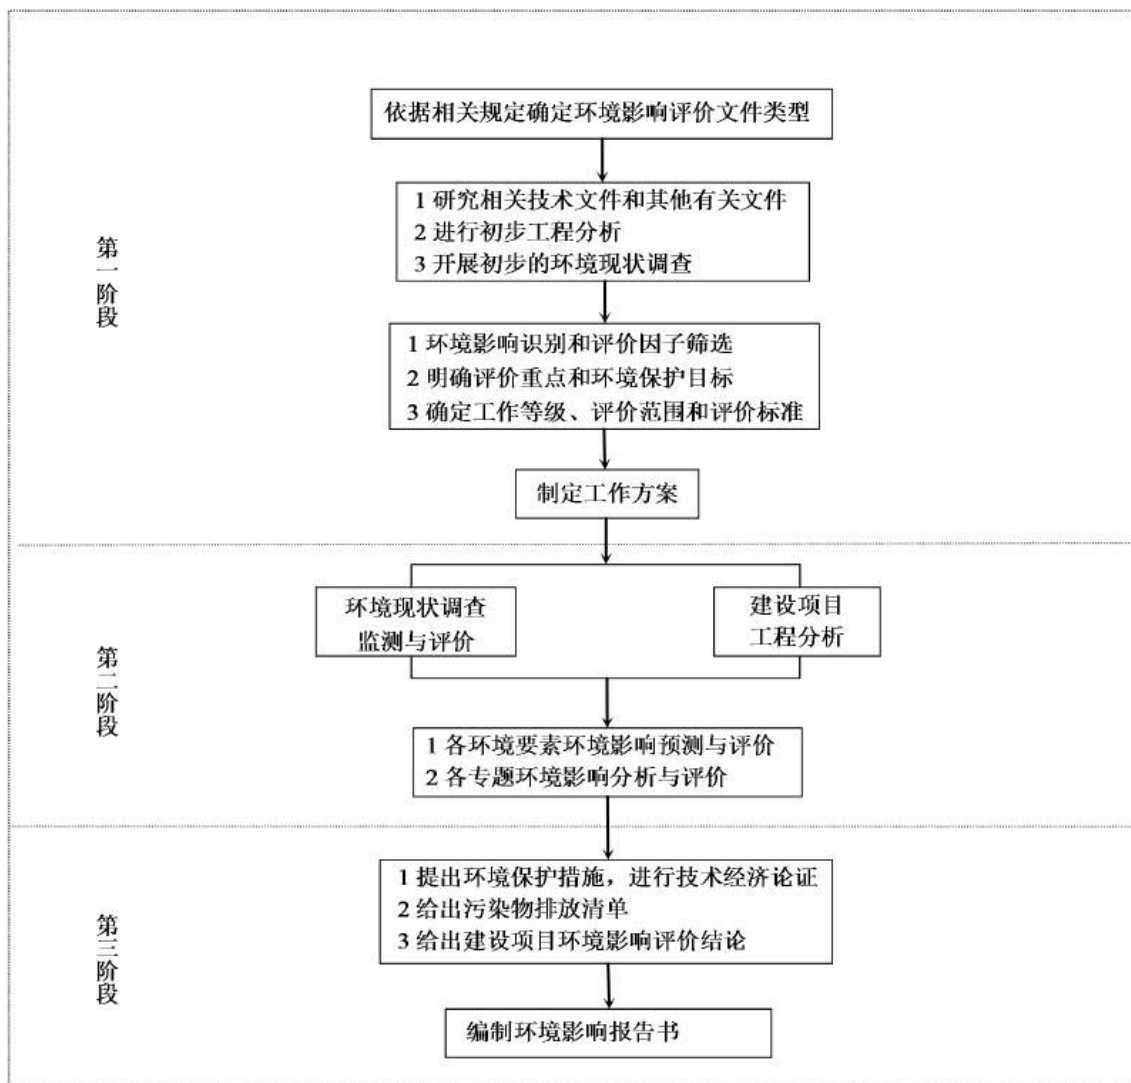 依据相关规定确定环境影响评价文件类型
1 研究相关技术文件和其他有关文件
2 进行初步工程分析
3 开展初步的环境现状调查
第一阶段
1 环境影响识别和评价因子筛选
2 明确评价重点和环境保护目标
3 确定工作等级、评价范围和评价标准
制定工作方案
环境现状调查
监测与评价
建设项目
工程分析
第二阶段
1 各环境要素环境影响预测与评价
2 各专题环境影响分析与评价
1 提出环境保护措施，进行技术经济论证
2 给出污染物排放清单
3 给出建设项目环境影响评价结论
第三阶段
编制环境影响报告书